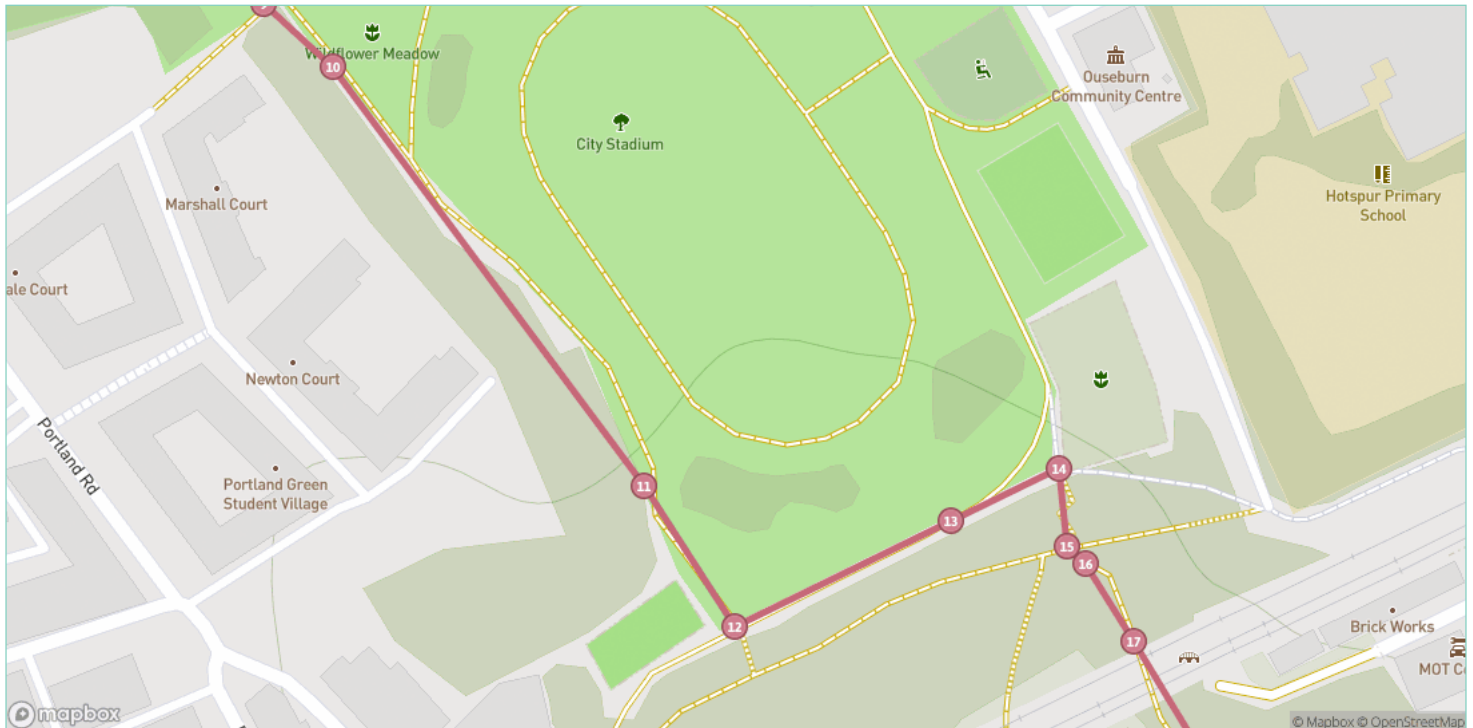 10
Wildflower Meadow
Ouseburn
Community Centre
City Stadium
Marshall Court
Hotspur Primary
School
ale Court
Newton Court
Portland Rd
Portland Green
Student Village
11
14
13
15
16
12
17
Brick Works
MOT C
mapbox
© Mapbox © OpenStreetMap